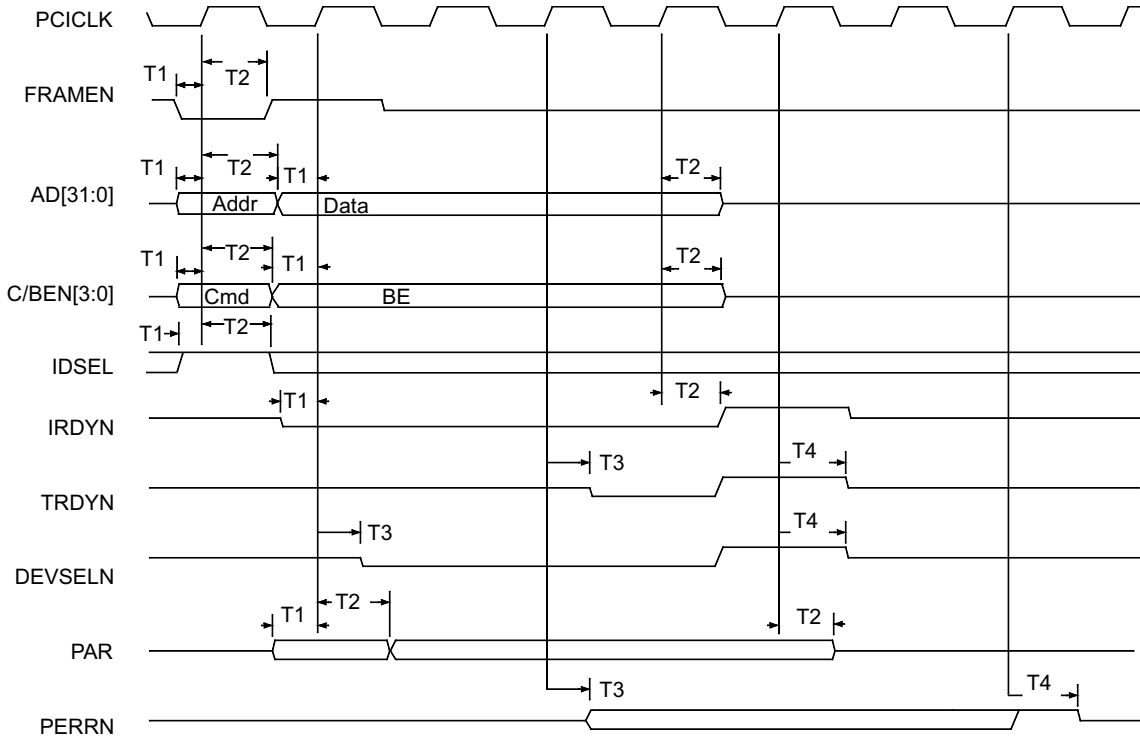 PCICLK
T1 T2
FRAMEN
T1 T2 T1 T2
AD[31:0] Addr Data
T1 T2 T1 T2
C/BEN[3:0] Cmd BE
T1 T2
IDSEL
T1 T2
IRDYN
T3 T4
TRDYN
T3 T4
DEVSELN
T1 T2 T2
PAR
T3 T4
PERRN